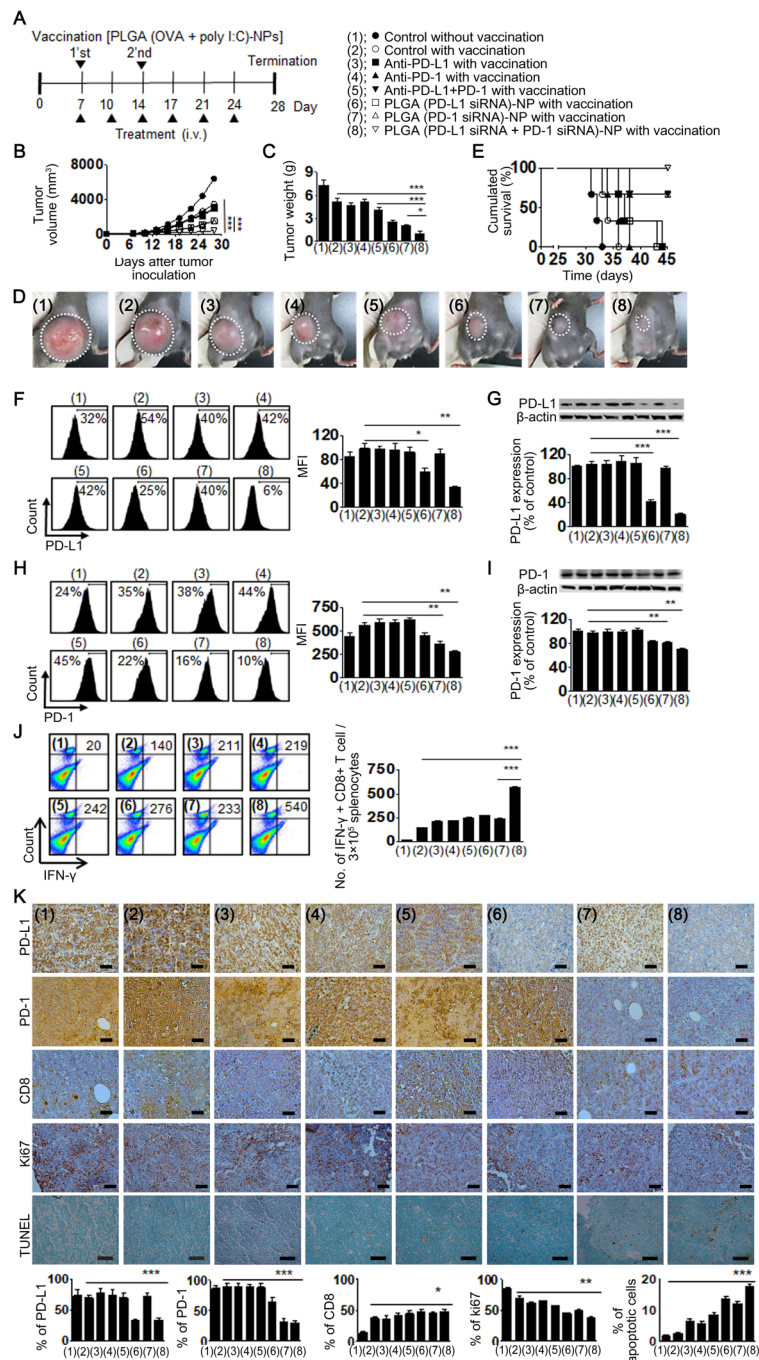 A
Vaccination [PLGA (OVA + poly I:C)-NPs]
1'st 2'nd Termination
0 7 10 14 17 21 24 28 Day
Treatment (i.v.)
(1); ● Control without vaccination
(2); ○ Control with vaccination
(3); ■ Anti-PD-L1 with vaccination
(4); ▲ Anti-PD-1 with vaccination
(5); ▼ Anti-PD-L1+PD-1 with vaccination
(6); □ PLGA (PD-L1 siRNA)-NP with vaccination
(7); △ PLGA (PD-1 siRNA)-NP with vaccination
(8); ▽ PLGA (PD-L1 siRNA + PD-1 siRNA)-NP with vaccination
B
Tumor
volume (mm³)
8000
4000
0
0 6 12 18 24 30
Days after tumor
inoculation
***
***
C
Tumor weight (g)
12
9
6
3
0
***
***
*
(1) (2) (3) (4) (5) (6) (7) (8)
E
Cumulated
survival (%)
100
50
0
0 25 25 35 45
Time (days)
D
(1) (2) (3) (4) (5) (6) (7) (8)
F
(1) (2) (3) (4)
32% 54% 40% 42%
(5) (6) (7) (8)
42% 25% 40% 6%
Count
PD-L1
MFI
120
80
40
0
*
**
(1) (2) (3) (4) (5) (6) (7) (8)
G
PD-L1
β-actin
PD-L1 expression
(% of control)
120
80
40
0
***
***
(1) (2) (3) (4) (5) (6) (7) (8)
H
(1) (2) (3) (4)
24% 35% 38% 44%
(5) (6) (7) (8)
45% 22% 16% 10%
Count
PD-1
MFI
750
500
250
0
**
**
(1) (2) (3) (4) (5) (6) (7) (8)
I
PD-1
β-actin
PD-1 expression
(% of control)
120
80
40
0
**
**
(1) (2) (3) (4) (5) (6) (7) (8)
J
(1) 20 (2) 140 (3) 211 (4) 219
(5) 242 (6) 276 (7) 233 (8) 540
Count
IFN-γ
No. of IFN-γ + CD8+ T cell /
3×10⁵ splenocytes
750
500
250
0
***
***
(1) (2) (3) (4) (5) (6) (7) (8)
K
(1) (2) (3) (4) (5) (6) (7) (8)
PD-L1
PD-1
CD8
Ki67
TUNEL
% of PD-L1
100
50
0
***
(1) (2) (3) (4) (5) (6) (7) (8)
% of PD-1
100
50
0
***
(1) (2) (3) (4) (5) (6) (7) (8)
% of CD8
100
50
0
*
(1) (2) (3) (4) (5) (6) (7) (8)
% of ki67
100
50
0
**
(1) (2) (3) (4) (5) (6) (7) (8)
% of
apoptotic cells
20
15
10
5
0
***
(1) (2) (3) (4) (5) (6) (7) (8)